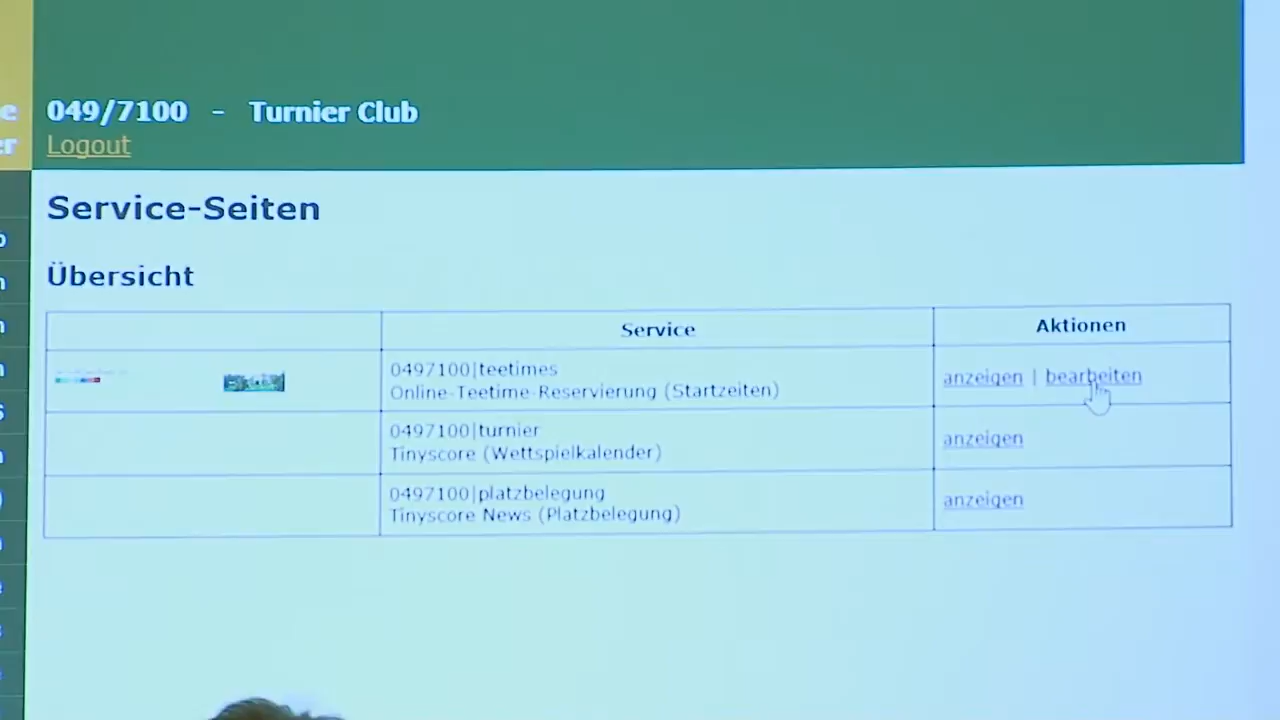 049/7100 - Turnier Club
Logout
Service-Seiten
Übersicht
Service Aktionen
0497100|teetimes
Online-Teetime-Reservierung (Startzeiten)
anzeigen | bearbeiten
0497100|turnier
Tinyscore (Wettspielkalender)
anzeigen
0497100|platzbelegung
Tinyscore News (Platzbelegung)
anzeigen